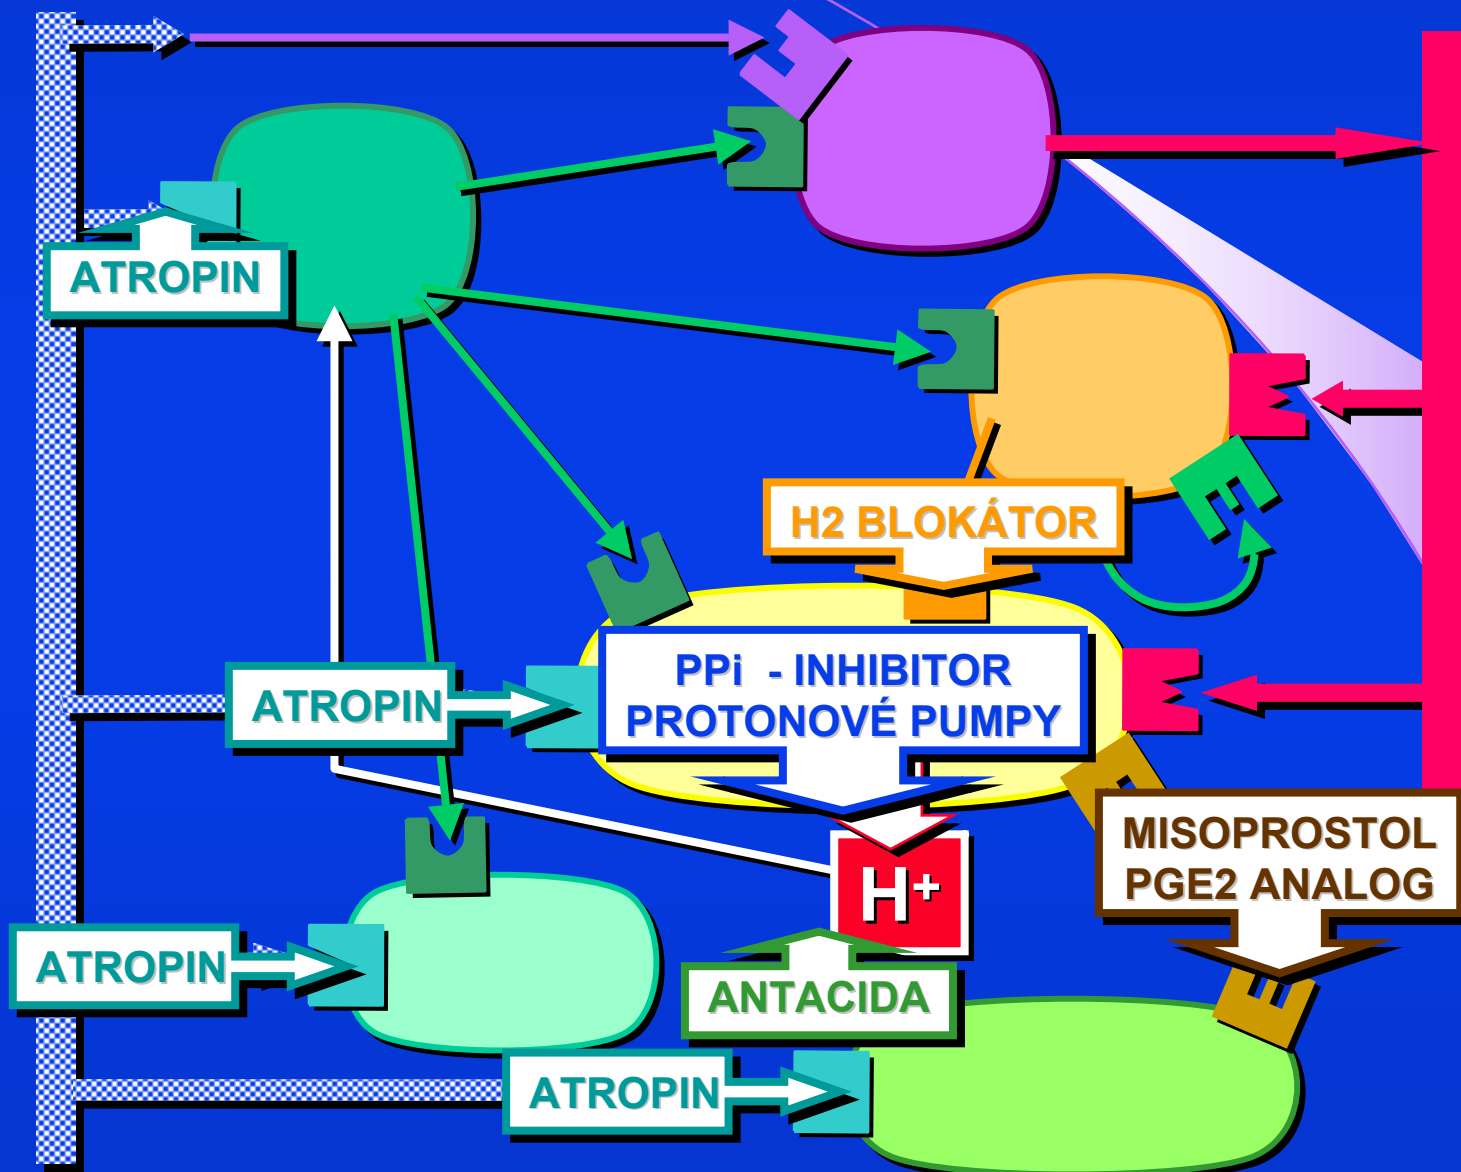 ATROPIN
H2 BLOKÁTOR
PPi - INHIBITOR
PROTONOVÉ PUMPY
ATROPIN
MISOPROSTOL
PGE2 ANALOG
H+
ATROPIN
ANTACIDA
ATROPIN